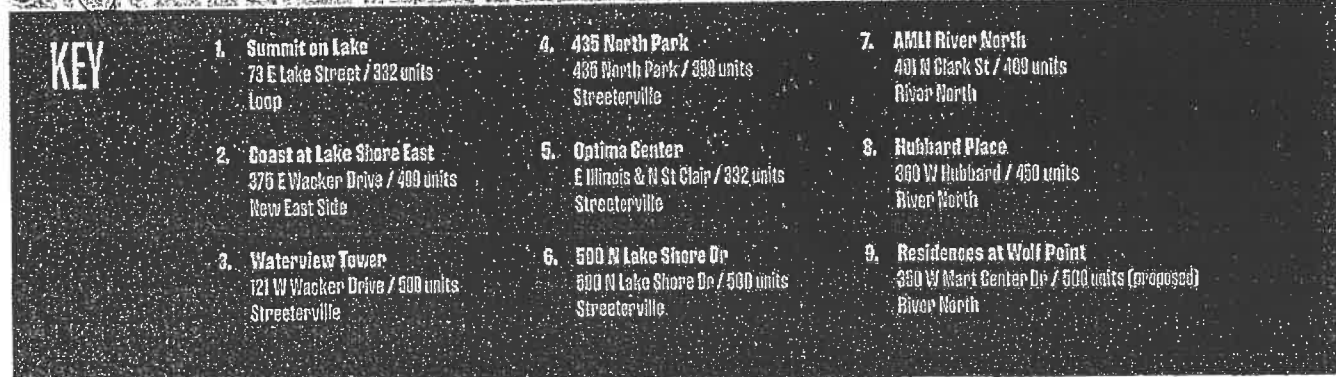 KEY
1. Summit on Lake
73 E Lake Street / 332 units
Loop
2. Coast at Lake Shore East
375 E Wacker Drive / 499 units
New East Side
3. Waterview Tower
121 W Wacker Drive / 500 units
Streeterville
4. 435 North Park
435 North Park / 398 units
Streeterville
5. Optima Center
E Illinois & N St Clair / 332 units
Streeterville
6. 500 N Lake Shore Dr
500 N Lake Shore Dr / 500 units
Streeterville
7. AMLI River North
401 N Clark St / 409 units
River North
8. Hubbard Place
360 W Hubbard / 450 units
River North
9. Residences at Wolf Point
350 W Mart Center Dr / 500 units (proposed)
River North